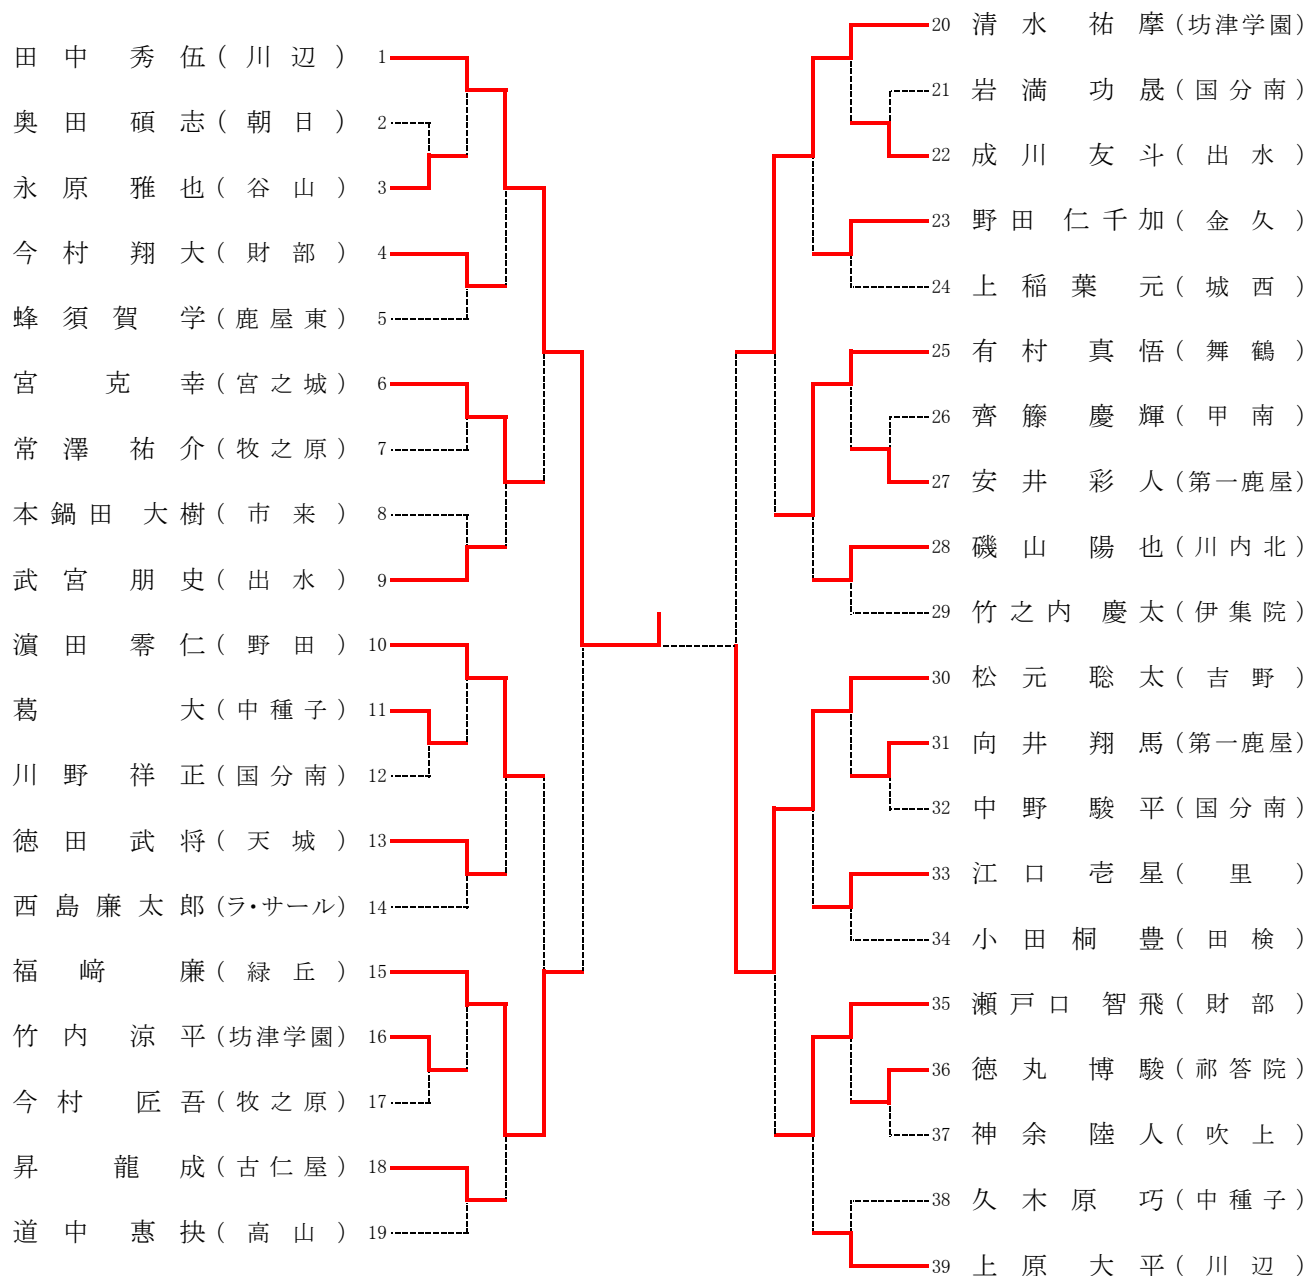 田中 秀伍 (川辺) 1
奥田 碩志 (朝日) 2
永原 雅也 (谷山) 3
今村 翔大 (財部) 4
蜂須賀 学 (鹿屋東) 5
宮 克幸 (宮之城) 6
常澤 祐介 (牧之原) 7
本鍋田 大樹 (市来) 8
武宮 朋史 (出水) 9
濵田 零仁 (野田) 10
葛 大 (中種子) 11
川野 祥正 (国分南) 12
徳田 武将 (天城) 13
西島 廉太郎 (ラ・サール) 14
福﨑 廉 (緑丘) 15
竹内 涼平 (坊津学園) 16
今村 匠吾 (牧之原) 17
昇 龍成 (古仁屋) 18
道中 惠抉 (高山) 19
20 清水 祐摩 (坊津学園)
21 岩満 功晟 (国分南)
22 成川 友斗 (出水)
23 野田 仁千加 (金久)
24 上稲葉 元 (城西)
25 有村 真悟 (舞鶴)
26 齊籐 慶輝 (甲南)
27 安井 彩人 (第一鹿屋)
28 磯山 陽也 (川内北)
29 竹之内 慶太 (伊集院)
30 松元 聡太 (吉野)
31 向井 翔馬 (第一鹿屋)
32 中野 駿平 (国分南)
33 江口 壱星 (里)
34 小田桐 豊 (田検)
35 瀬戸口 智飛 (財部)
36 徳丸 博駿 (祁答院)
37 神余 陸人 (吹上)
38 久木原 巧 (中種子)
39 上原 大平 (川辺)